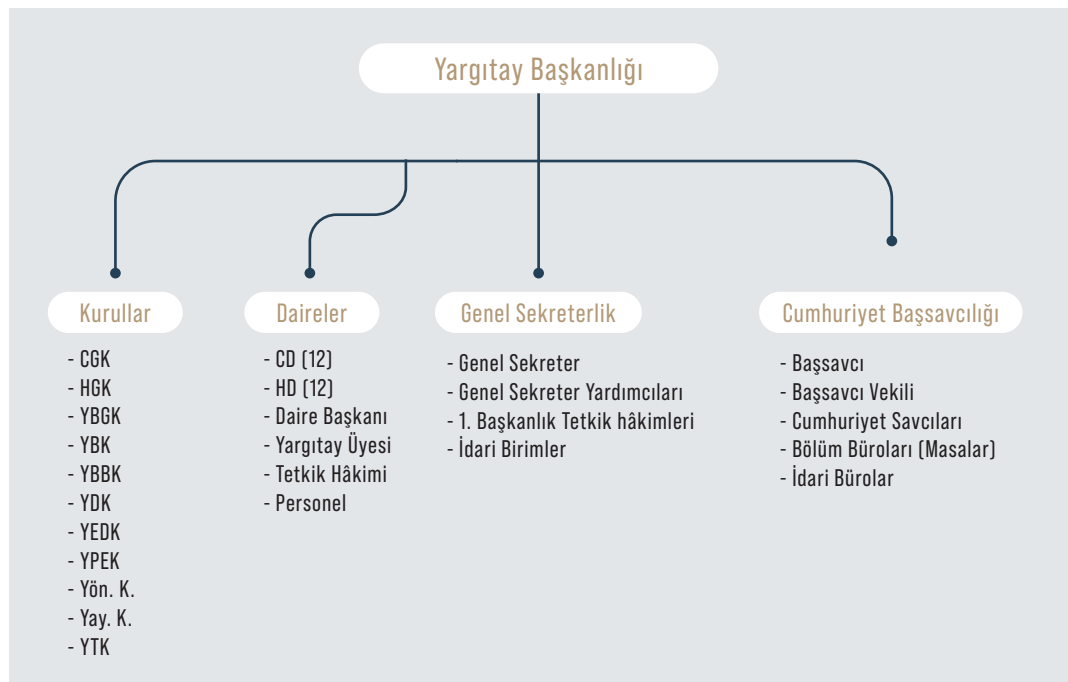 Yargıtay Başkanlığı
Kurullar
- CGK
- HGK
- YBGK
- YBK
- YBBK
- YDK
- YEDK
- YPEK
- Yön. K.
- Yay. K.
- YTK
Daireler
- CD (12)
- HD (12)
- Daire Başkanı
- Yargıtay Üyesi
- Tetkik Hâkimi
- Personel
Genel Sekreterlik
- Genel Sekreter
- Genel Sekreter Yardımcıları
- 1. Başkanlık Tetkik hâkimleri
- İdari Birimler
Cumhuriyet Başsavcılığı
- Başsavcı
- Başsavcı Vekili
- Cumhuriyet Savcıları
- Bölüm Büroları (Masalar)
- İdari Bürolar